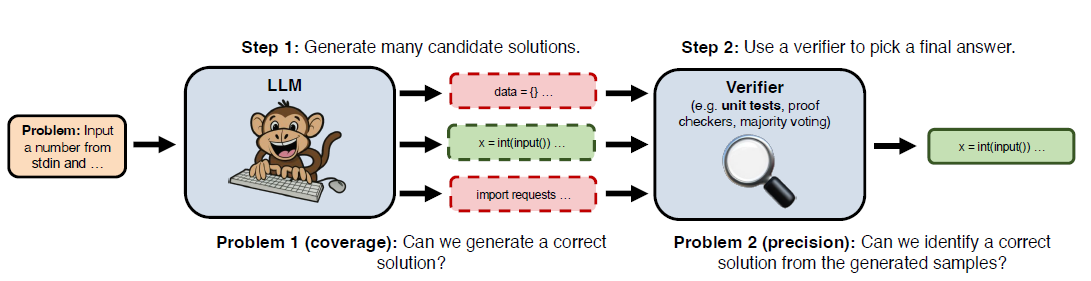 Step 1: Generate many candidate solutions.
Step 2: Use a verifier to pick a final answer.
Problem: Input
a number from
stdin and …
LLM
data = {} …
x = int(input()) …
import requests …
Verifier
(e.g. unit tests, proof
checkers, majority voting)
x = int(input()) …
Problem 1 (coverage): Can we generate a correct
solution?
Problem 2 (precision): Can we identify a correct
solution from the generated samples?